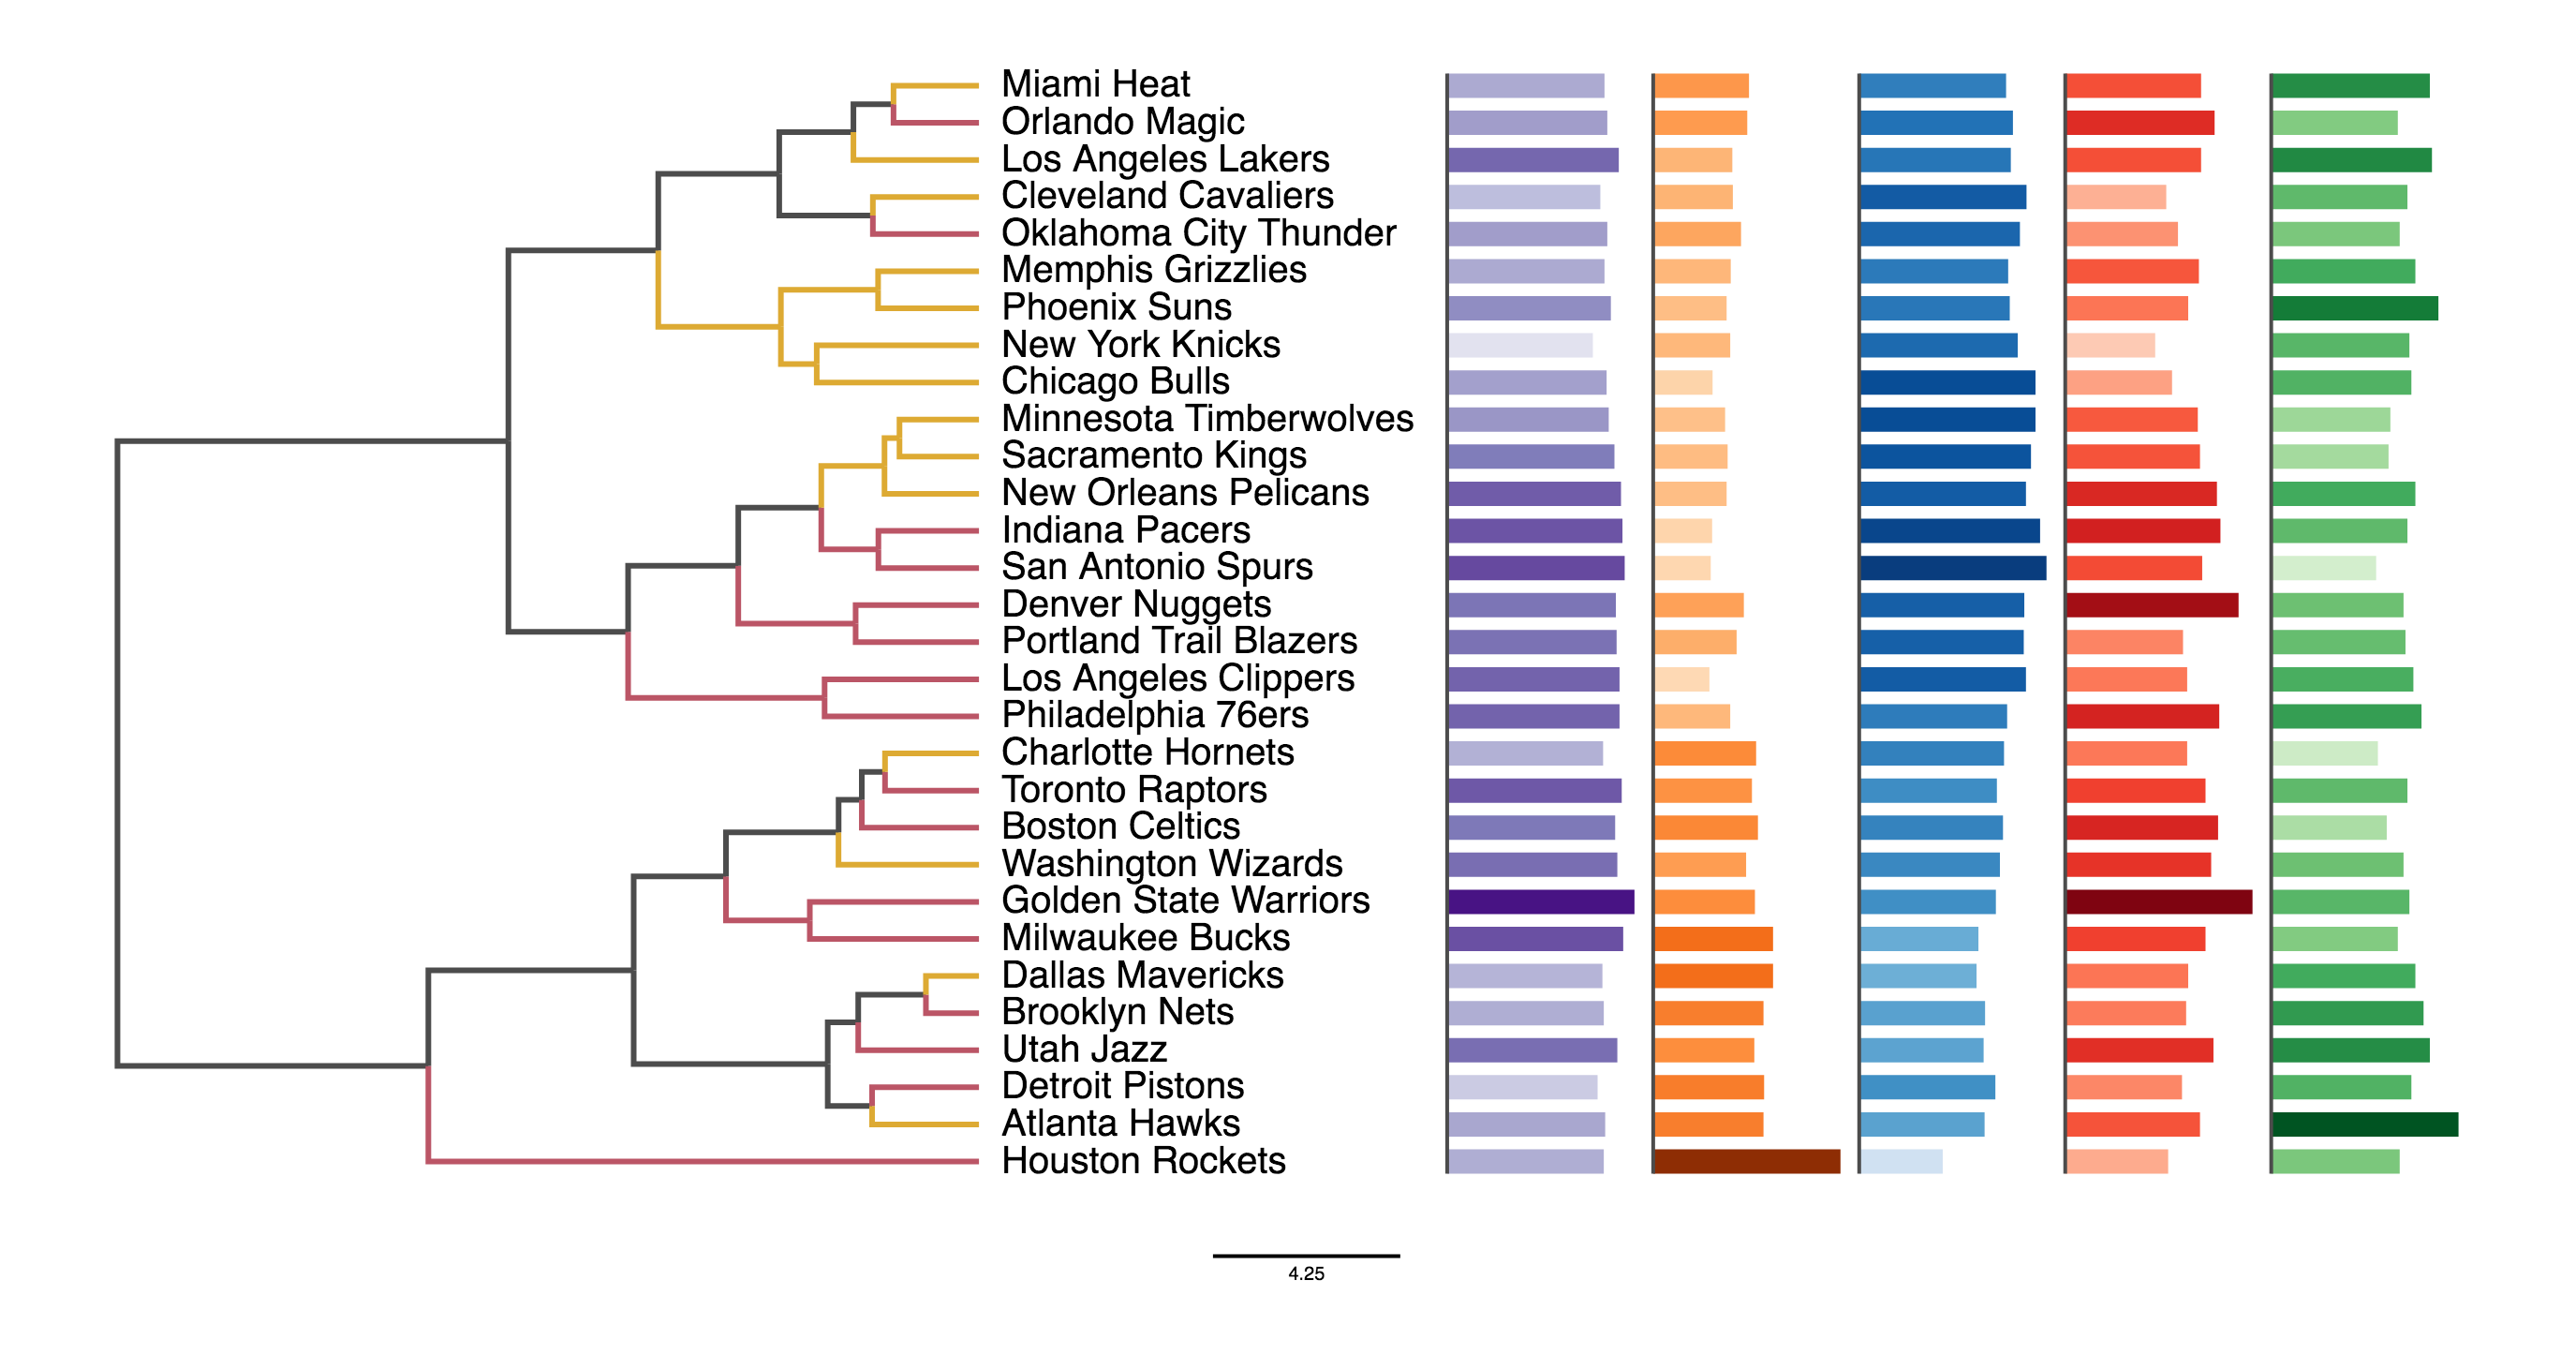 Miami Heat
Orlando Magic
Los Angeles Lakers
Cleveland Cavaliers
Oklahoma City Thunder
Memphis Grizzlies
Phoenix Suns
New York Knicks
Chicago Bulls
Minnesota Timberwolves
Sacramento Kings
New Orleans Pelicans
Indiana Pacers
San Antonio Spurs
Denver Nuggets
Portland Trail Blazers
Los Angeles Clippers
Philadelphia 76ers
Charlotte Hornets
Toronto Raptors
Boston Celtics
Washington Wizards
Golden State Warriors
Milwaukee Bucks
Dallas Mavericks
Brooklyn Nets
Utah Jazz
Detroit Pistons
Atlanta Hawks
Houston Rockets
4.25